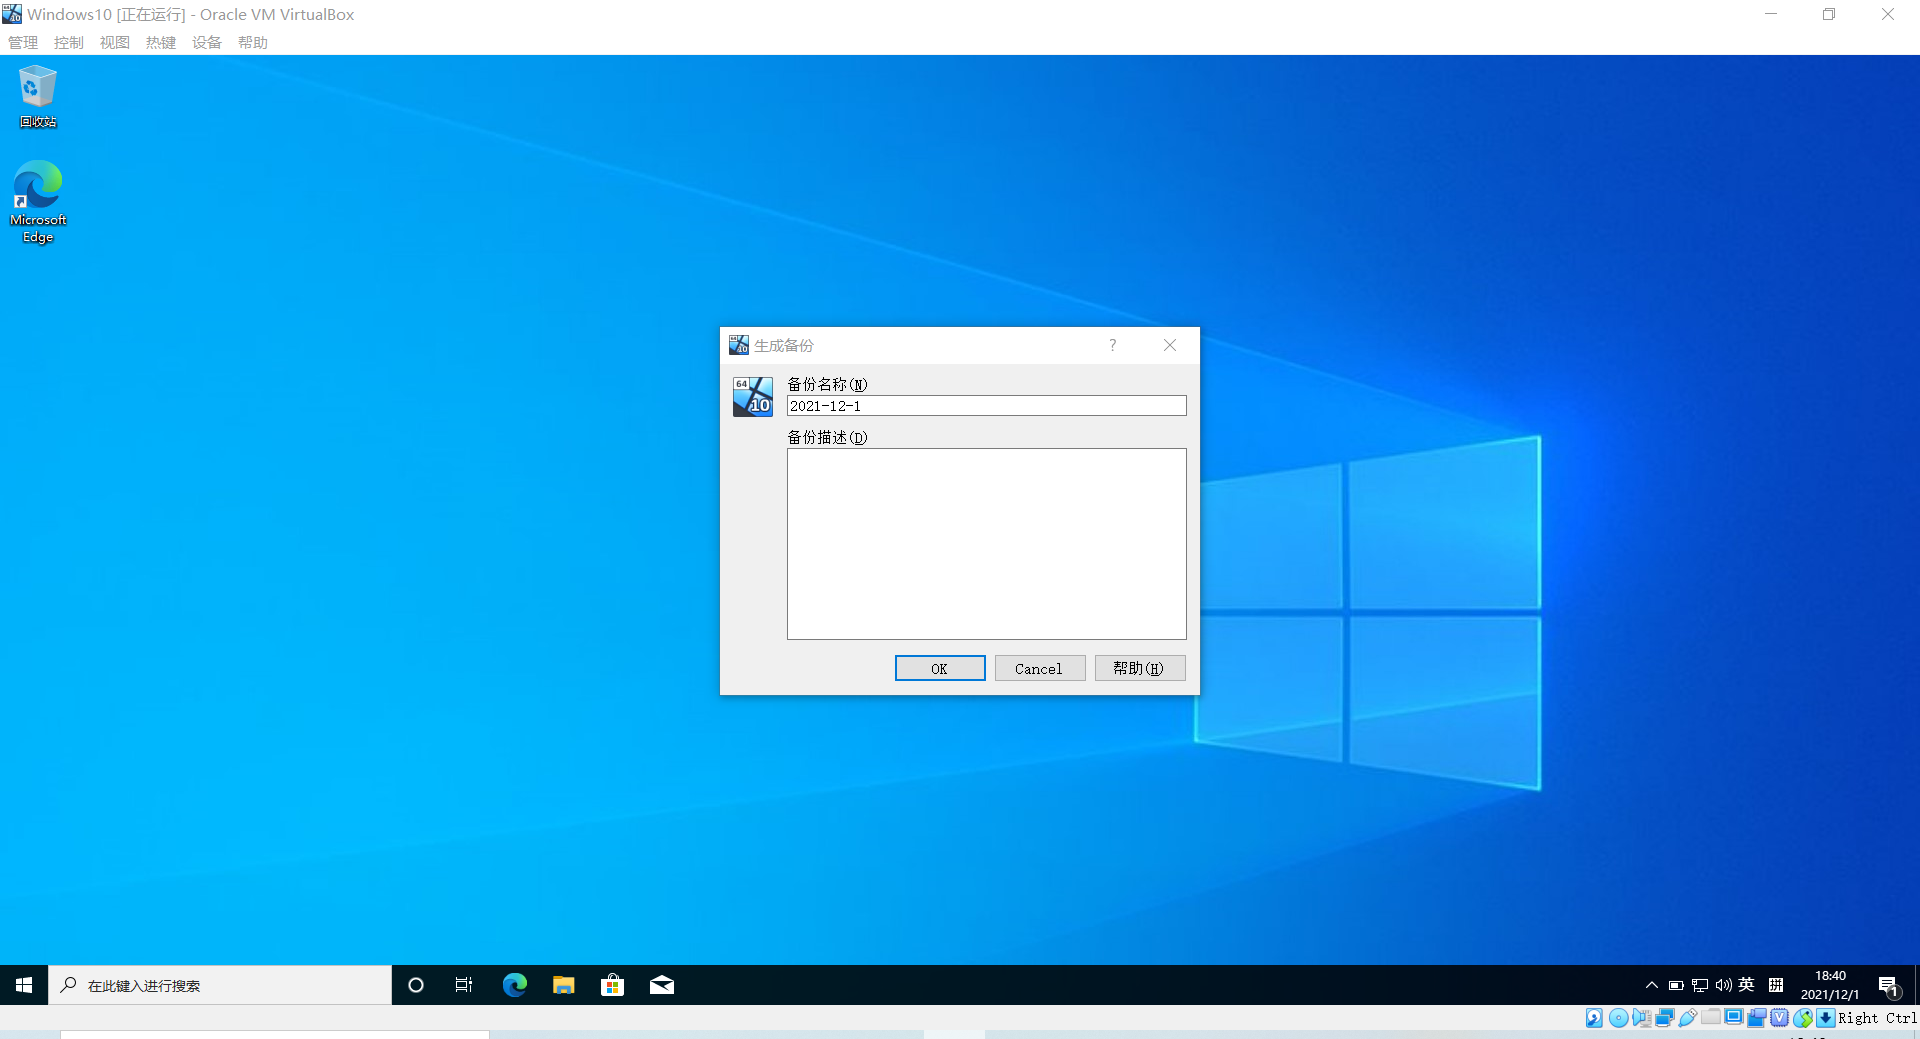 Windows10 [正在运行] - Oracle VM VirtualBox
管理 控制 视图 热键 设备 帮助
回收站
Microsoft
Edge
生成备份 ?
64
10
备份名称(N)
2021-12-1
备份描述(D)
OK Cancel 帮助(H)
在此键入进行搜索
英 拼
18:40
2021/12/1
1
Right Ctrl